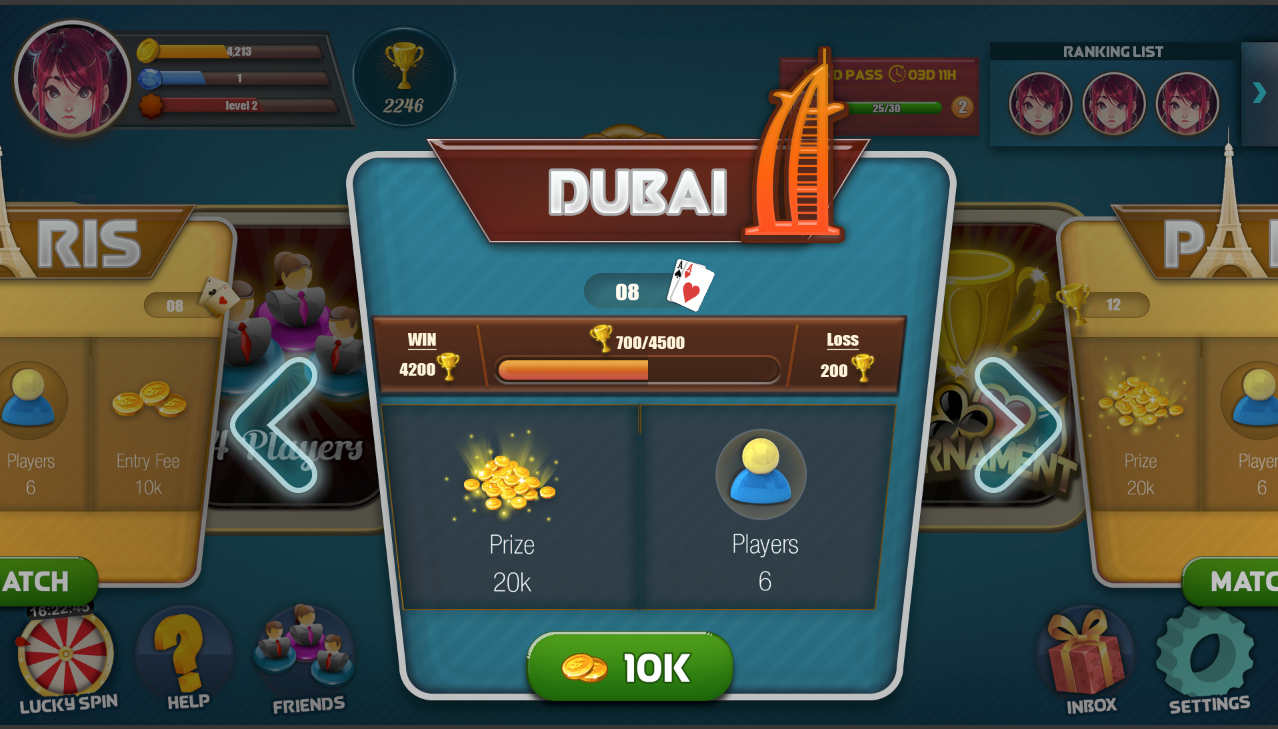 4,213
1
level 2
2246
D PASS 03D 11H
25/30
2
RANKING LIST
DUBAI
RIS
PA
08
08
12
WIN
4200
700/4500
Loss
200
4 Players
RNAMENT
Players
6
Entry Fee
10k
Prize
20k
Players
6
Prize
20k
Player
6
ATCH
10K
MATC
16:22:45
LUCKY SPIN
HELP
FRIENDS
INBOX
SETTINGS